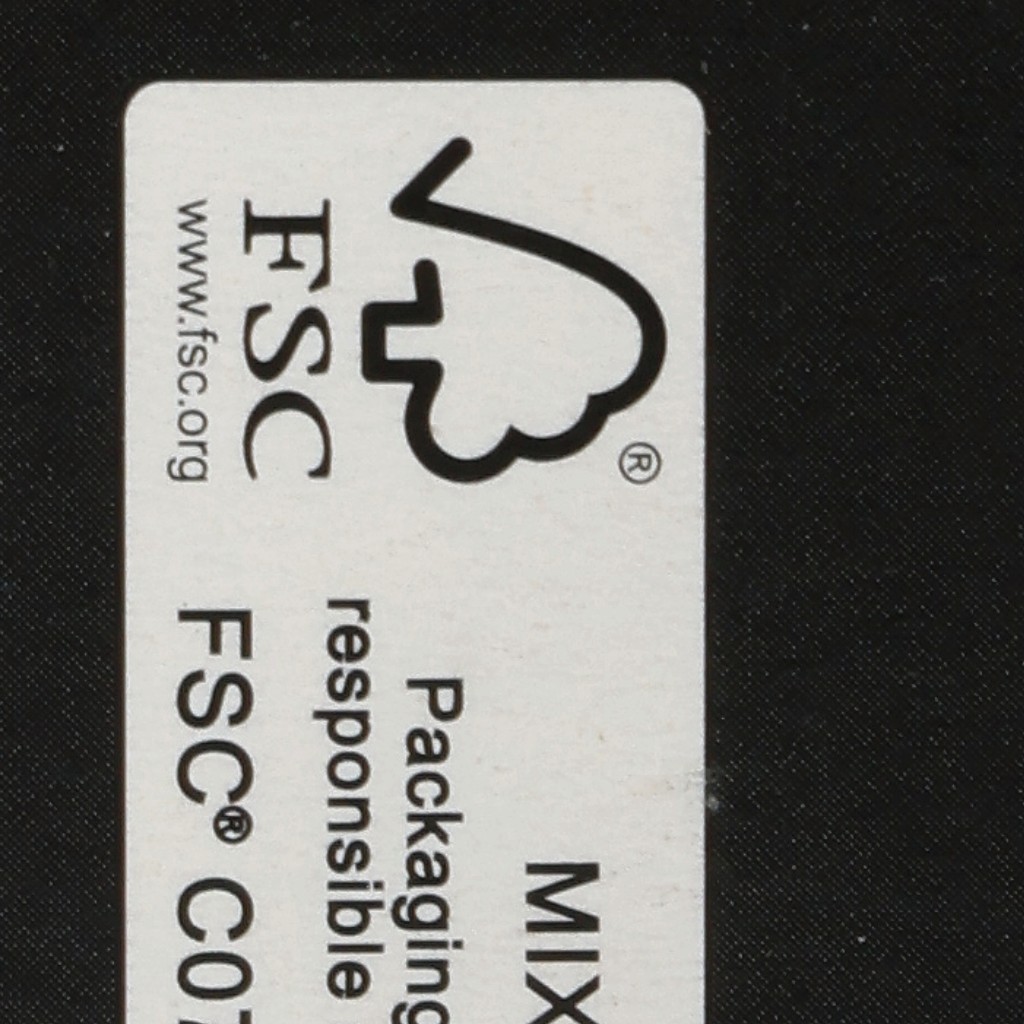 ®
FSC
www.fsc.org
MIX
Packaging
responsible
FSC® C07